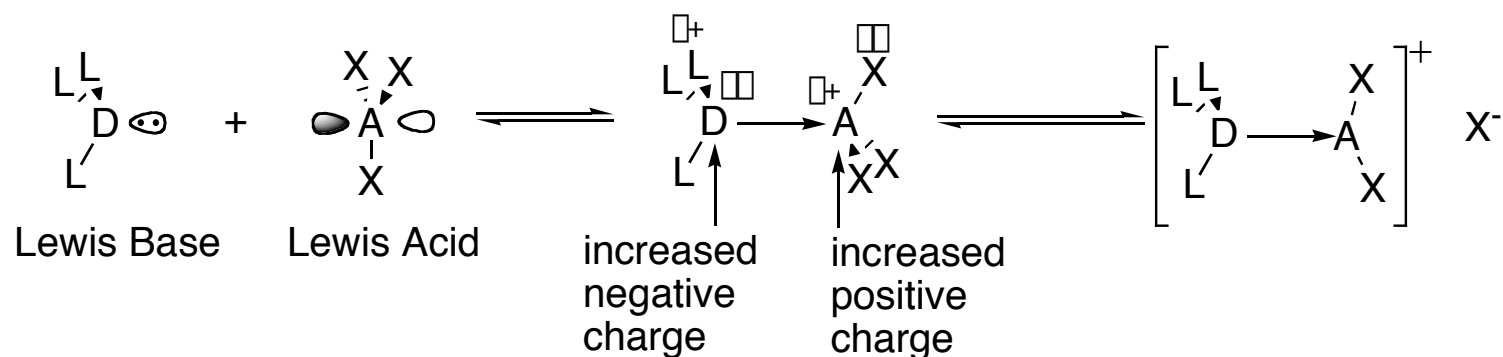 L L D L
+
X A X X
L L D L □+ □□
A X X X □+ □□
[ L L D L A X X ]+
X-
Lewis Base
Lewis Acid
increased
negative
charge
increased
positive
charge